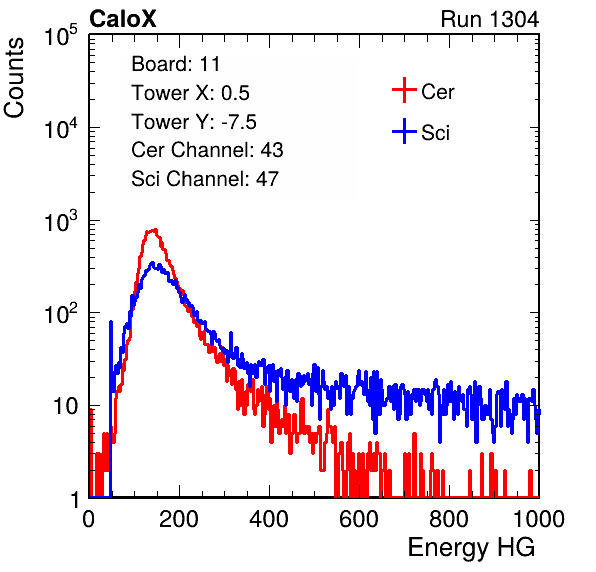 CaloX Run 1304
Counts
Board: 11
Tower X: 0.5
Tower Y: -7.5
Cer Channel: 43
Sci Channel: 47
Cer
Sci
10^5
10^4
10^3
10^2
10
1
0 200 400 600 800 1000
Energy HG